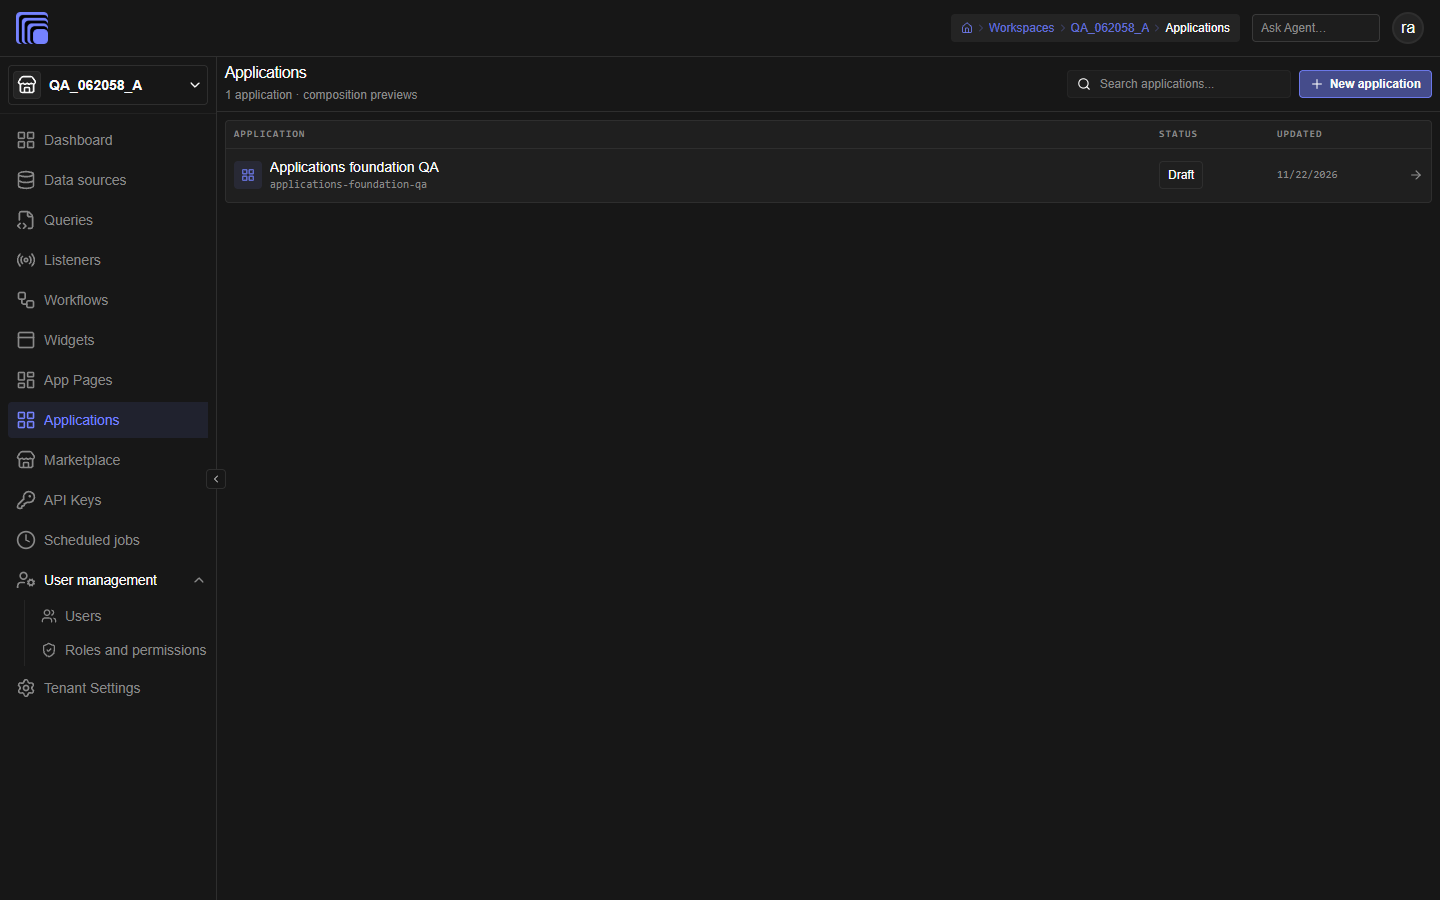 Workspaces
QA_062058_A
Applications
Ask Agent...
ra
QA_062058_A
Dashboard
Data sources
Queries
Listeners
Workflows
Widgets
App Pages
Applications
Marketplace
API Keys
Scheduled jobs
User management
Users
Roles and permissions
Tenant Settings
Applications
1 application · composition previews
Search applications...
New application
APPLICATION STATUS UPDATED
Applications foundation QA
applications-foundation-qa
Draft
11/22/2026